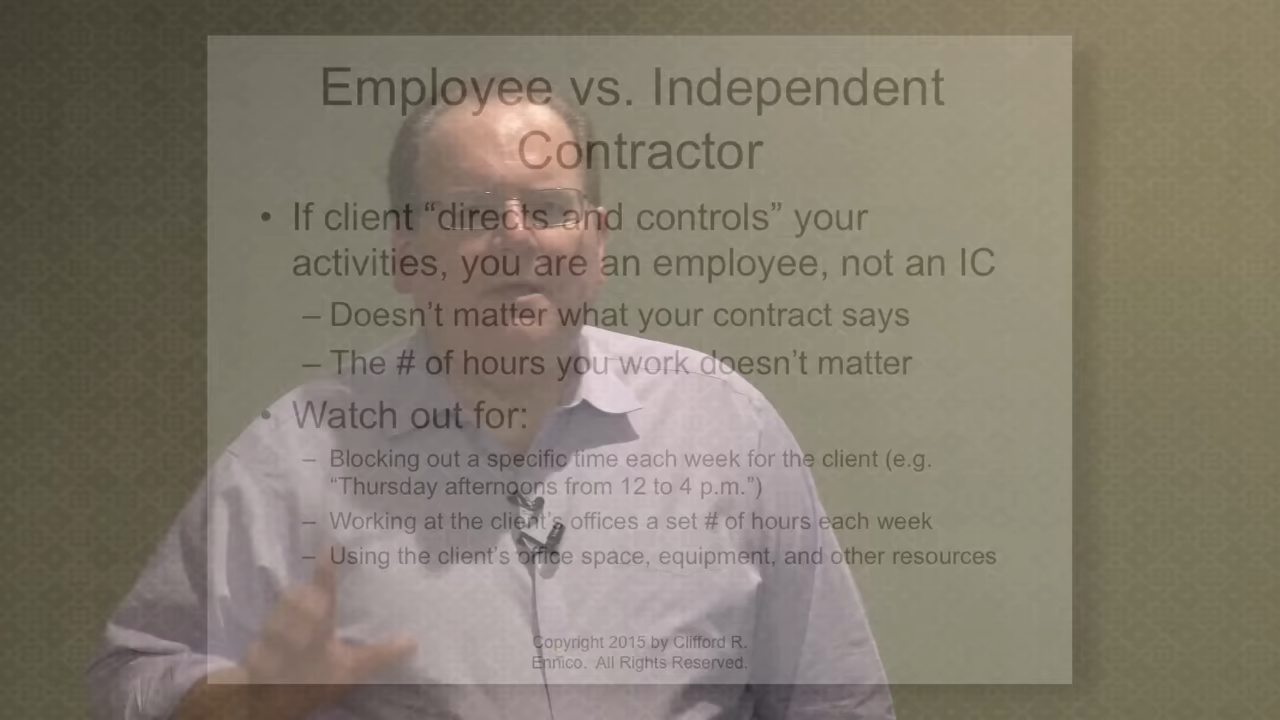 Employee vs. Independent
Contractor
• If client “directs and controls” your
activities, you are an employee, not an IC
– Doesn’t matter what your contract says
– The # of hours you work doesn’t matter
• Watch out for:
– Blocking out a specific time each week for the client (e.g.
“Thursday afternoons from 12 to 4 p.m.”)
– Working at the client’s offices a set # of hours each week
– Using the client’s office space, equipment, and other resources
Copyright 2015 by Clifford R.
Ennico. All Rights Reserved.